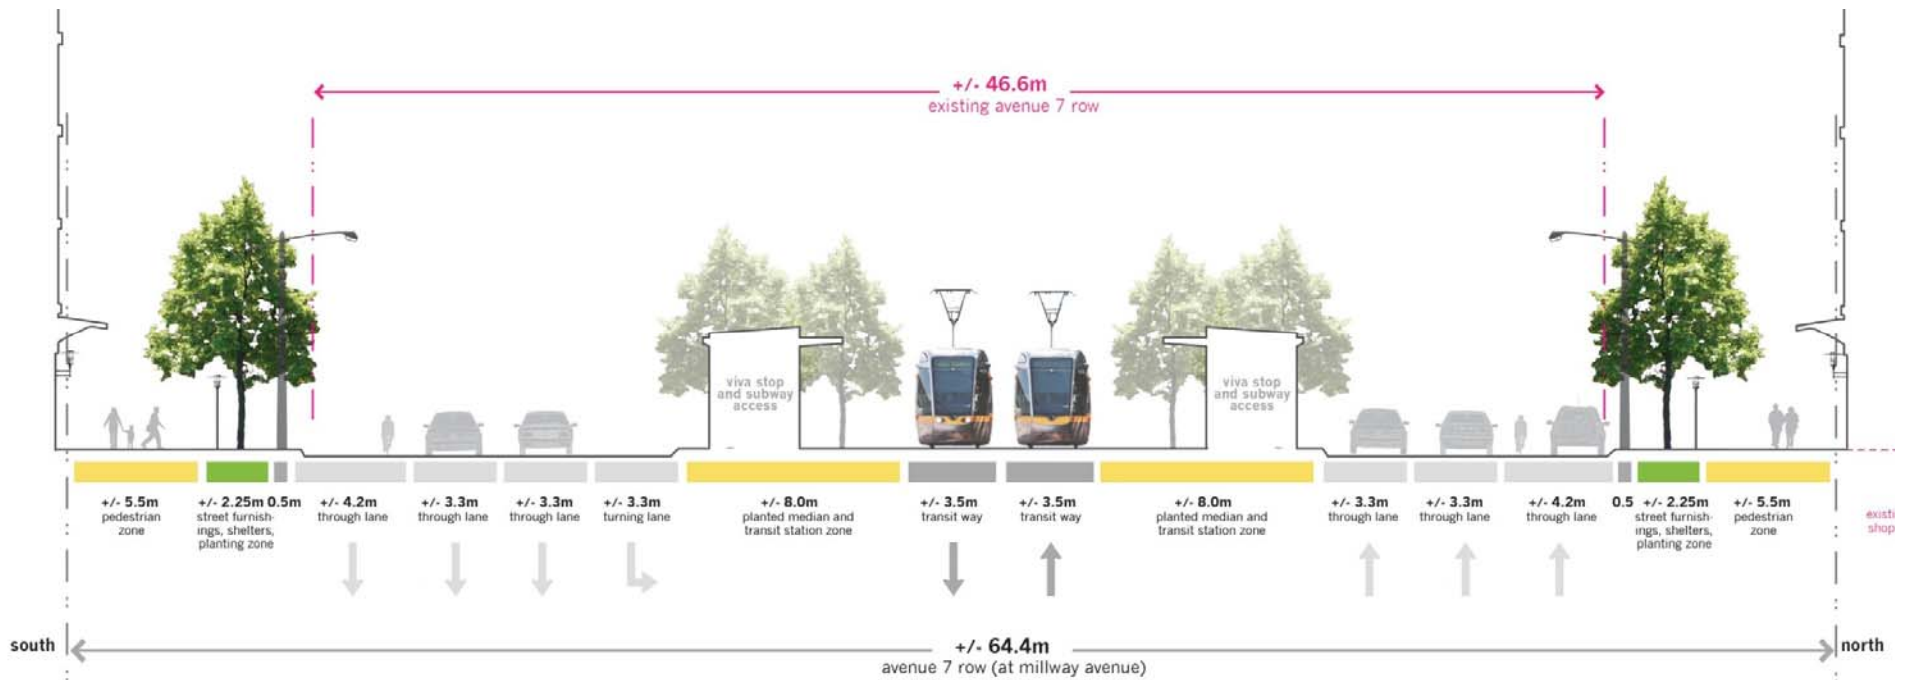 +/- 46.6m
existing avenue 7 row
viva stop
and subway
access
viva stop
and subway
access
+/- 5.5m
pedestrian
zone
+/- 2.25m
street furnish-
ings, shelters,
planting zone
0.5m
+/- 4.2m
through lane
+/- 3.3m
through lane
+/- 3.3m
through lane
+/- 3.3m
turning lane
+/- 8.0m
planted median and
transit station zone
+/- 3.5m
transit way
+/- 3.5m
transit way
+/- 8.0m
planted median and
transit station zone
+/- 3.3m
through lane
+/- 3.3m
through lane
+/- 4.2m
through lane
0.5
+/- 2.25m
street furnish-
ings, shelters,
planting zone
+/- 5.5m
pedestrian
zone
existi
shop
south
+/- 64.4m
avenue 7 row (at millway avenue)
north